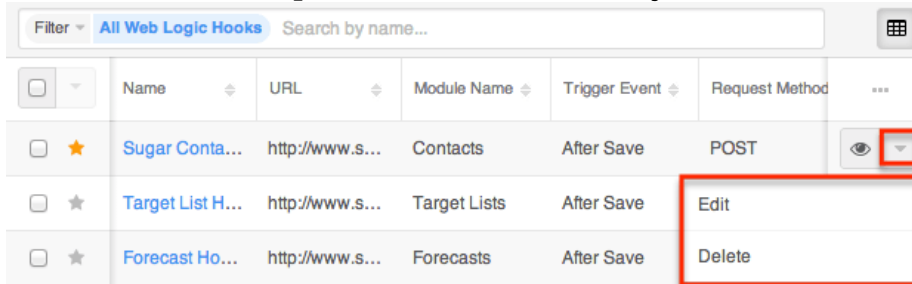 Filter All Web Logic Hooks Search by name...
Name URL Module Name Trigger Event Request Method
Sugar Conta... http://www.s... Contacts After Save POST
Target List H... http://www.s... Target Lists After Save Edit
Forecast Ho... http://www.s... Forecasts After Save Delete